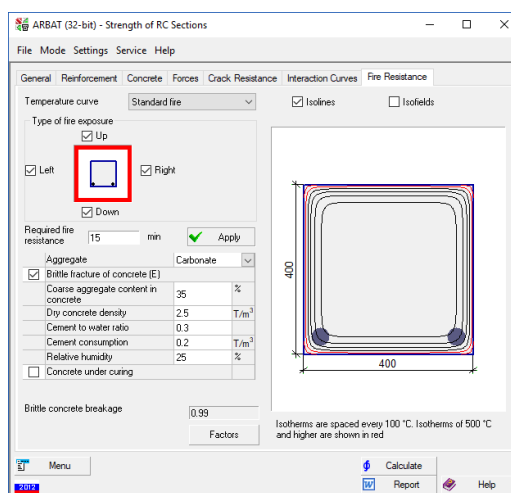 ARBAT (32-bit) - Strength of RC Sections
File Mode Settings Service Help
General Reinforcement Concrete Forces Crack Resistance Interaction Curves Fire Resistance
Temperature curve Standard fire
Isolines Isofields
Type of fire exposure
Up
Left Right
Down
Required fire resistance 15 min Apply
Aggregate Carbonate
Brittle fracture of concrete (E)
Coarse aggregate content in concrete 35 %
Dry concrete density 2.5 T/m³
Cement to water ratio 0.3
Cement consumption 0.2 T/m³
Relative humidity 25 %
Concrete under curing
400
400
Brittle concrete breakage 0.99
Factors
Isotherms are spaced every 100 °C. Isotherms of 500 °C
and higher are shown in red
Menu Calculate
2012 Report Help